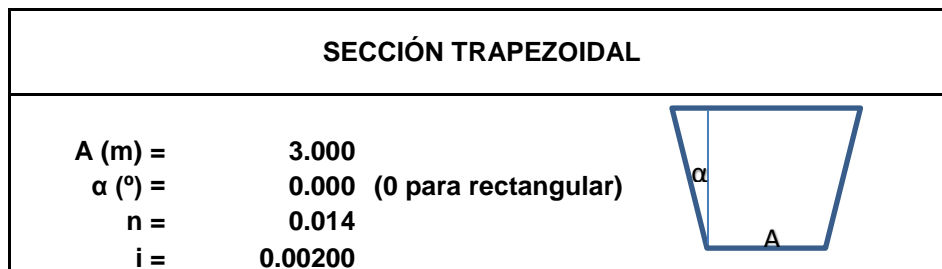 SECCIÓN TRAPEZOIDAL
A (m) = 3.000
α (º) = 0.000 (0 para rectangular)
n = 0.014
i = 0.00200
α
A